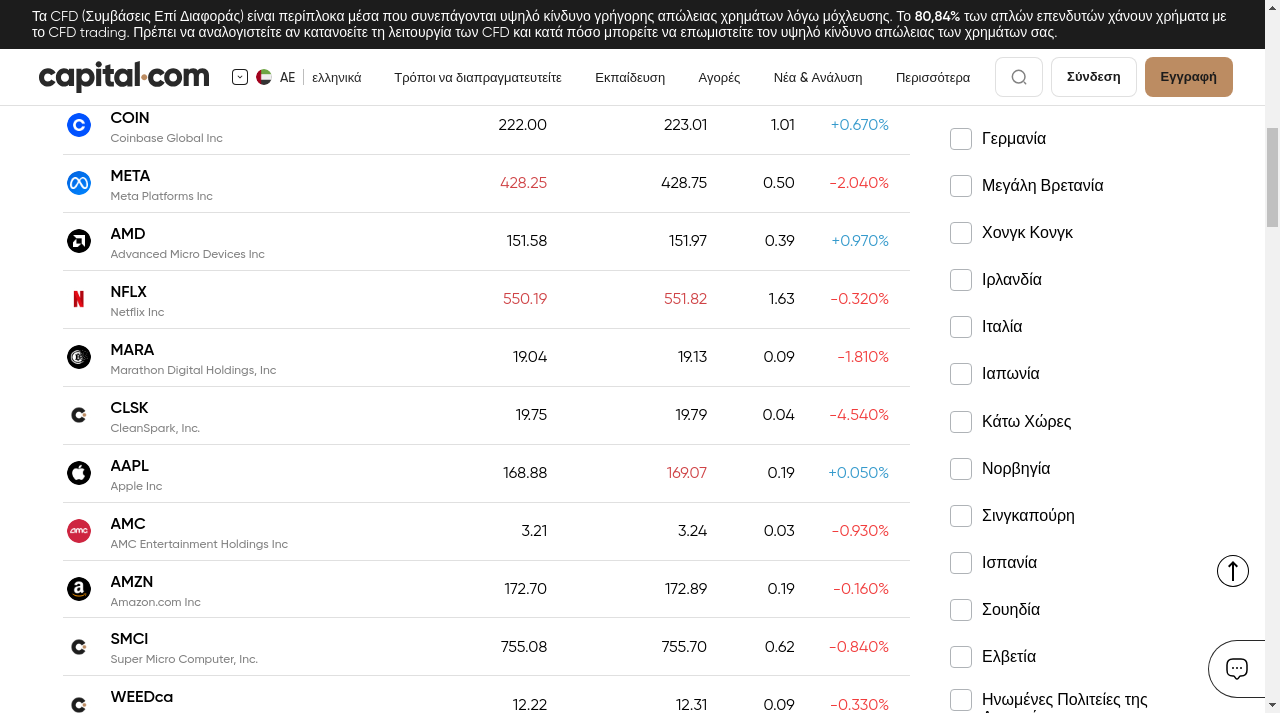 Τα CFD (Συμβάσεις Επί Διαφοράς) είναι περίπλοκα μέσα που συνεπάγονται υψηλό κίνδυνο γρήγορης απώλειας χρημάτων λόγω μόχλευσης. Το 80,84% των απλών επενδυτών χάνουν χρήματα με
το CFD trading. Πρέπει να αναλογιστείτε αν κατανοείτε τη λειτουργία των CFD και κατά πόσο μπορείτε να επωμιστείτε τον υψηλό κίνδυνο απώλειας των χρημάτων σας.
capital.com AE ελληνικά Τρόποι να διαπραγματευτείτε Εκπαίδευση Αγορές Νέα & Ανάλυση Περισσότερα Σύνδεση Εγγραφή
COIN 222.00 223.01 1.01 +0.670%
Coinbase Global Inc
META 428.25 428.75 0.50 -2.040%
Meta Platforms Inc
AMD 151.58 151.97 0.39 +0.970%
Advanced Micro Devices Inc
NFLX 550.19 551.82 1.63 -0.320%
Netflix Inc
MARA 19.04 19.13 0.09 -1.810%
Marathon Digital Holdings, Inc
CLSK 19.75 19.79 0.04 -4.540%
CleanSpark, Inc.
AAPL 168.88 169.07 0.19 +0.050%
Apple Inc
AMC 3.21 3.24 0.03 -0.930%
AMC Entertainment Holdings Inc
AMZN 172.70 172.89 0.19 -0.160%
Amazon.com Inc
SMCI 755.08 755.70 0.62 -0.840%
Super Micro Computer, Inc.
WEEDca 12.22 12.31 0.09 -0.330%
Γερμανία
Μεγάλη Βρετανία
Χονγκ Κονγκ
Ιρλανδία
Ιταλία
Ιαπωνία
Κάτω Χώρες
Νορβηγία
Σινγκαπούρη
Ισπανία
Σουηδία
Ελβετία
Ηνωμένες Πολιτείες της